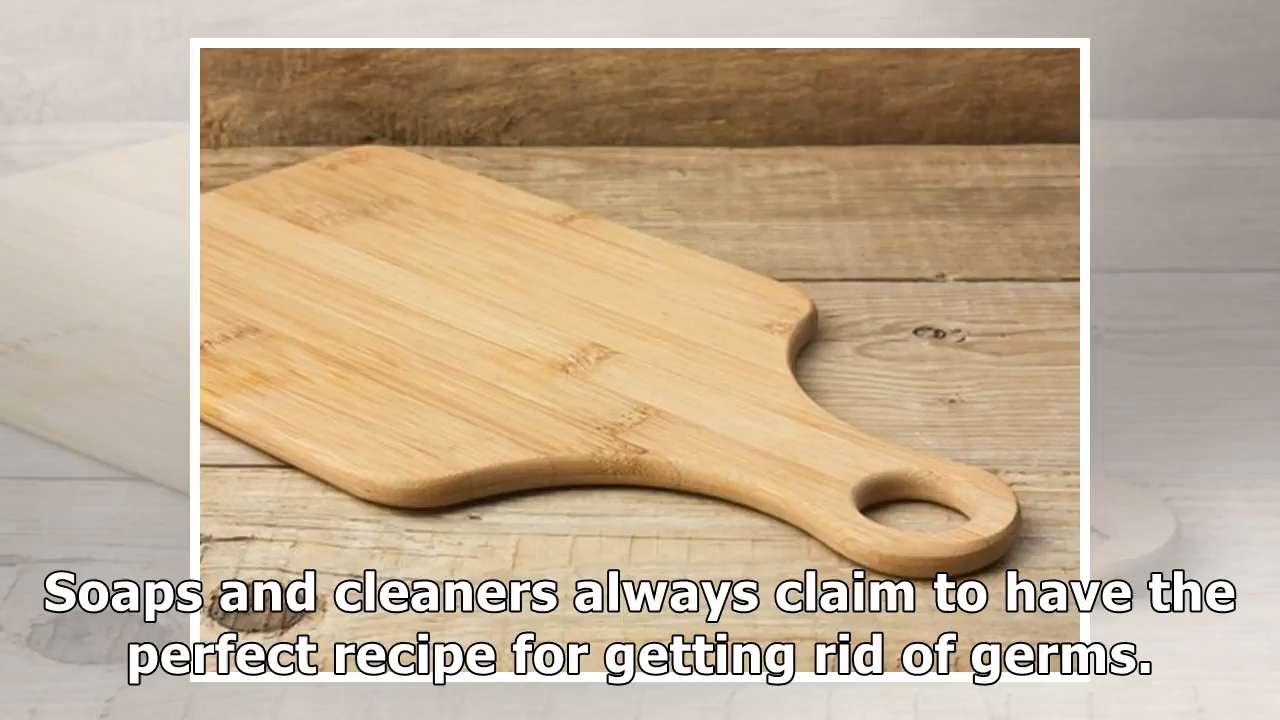 Soaps and cleaners always claim to have the
perfect recipe for getting rid of germs.